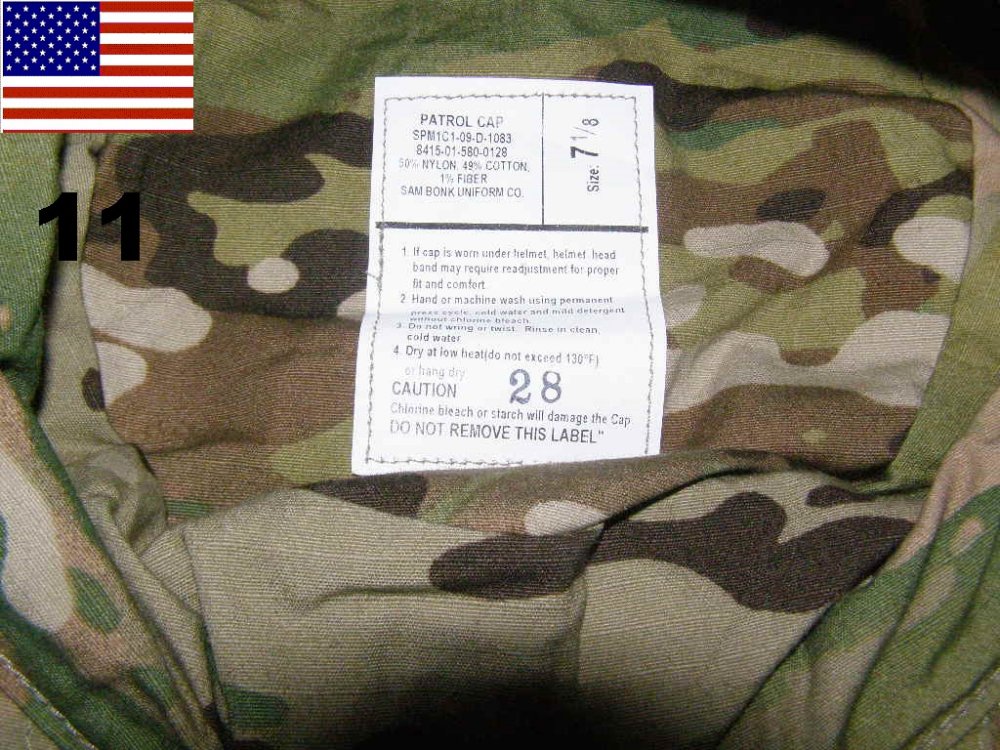 11
PATROL CAP
SPM1C1-09-D-1083
8415-01-580-0128
50% NYLON, 49% COTTON,
1% FIBER
SAM BONK UNIFORM CO.
Size: 7 1/8
1 If cap is worn under helmet, helmet head
band may require readjustment for proper
fit and comfort
2 Hand or machine wash using permanent
press cycle, cold water and mild detergent
without chlorine bleach.
3. Do not wring or twist. Rinse in clean,
cold water
4. Dry at low heat(do not exceed 130°F)
or hang dry
CAUTION 28
Chlorine bleach or starch will damage the Cap
DO NOT REMOVE THIS LABEL"